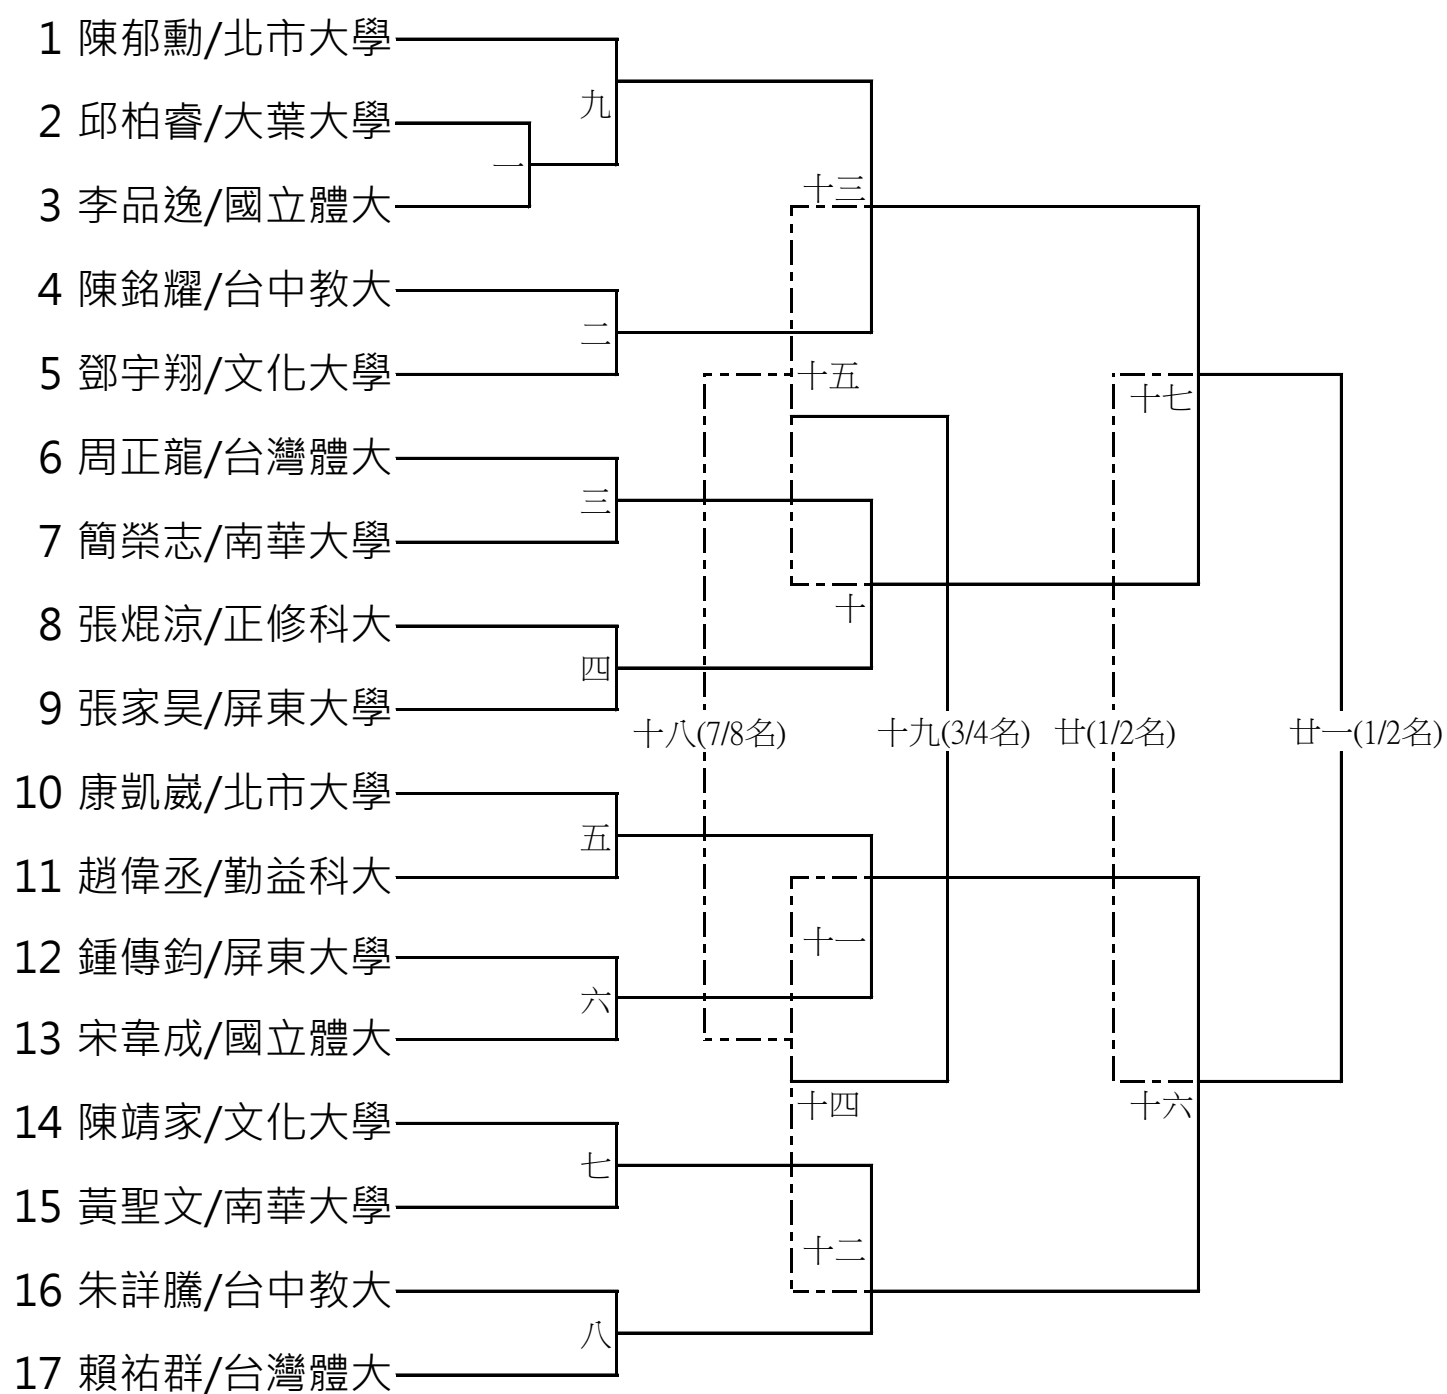 1 陳郁勳/北市大學
九
2 邱柏睿/大葉大學
一
3 李品逸/國立體大
十三
4 陳銘耀/台中教大
二
5 鄧宇翔/文化大學
十五
十七
6 周正龍/台灣體大
三
7 簡榮志/南華大學
十
8 張焜涼/正修科大
四
9 張家昊/屏東大學
十八(7/8名)
十九(3/4名)
廿(1/2名)
廿一(1/2名)
10 康凱崴/北市大學
五
11 趙偉丞/勤益科大
十一
12 鍾傳鈞/屏東大學
六
13 宋韋成/國立體大
十四
十六
14 陳靖家/文化大學
七
15 黃聖文/南華大學
十二
16 朱詳騰/台中教大
八
17 賴祐群/台灣體大